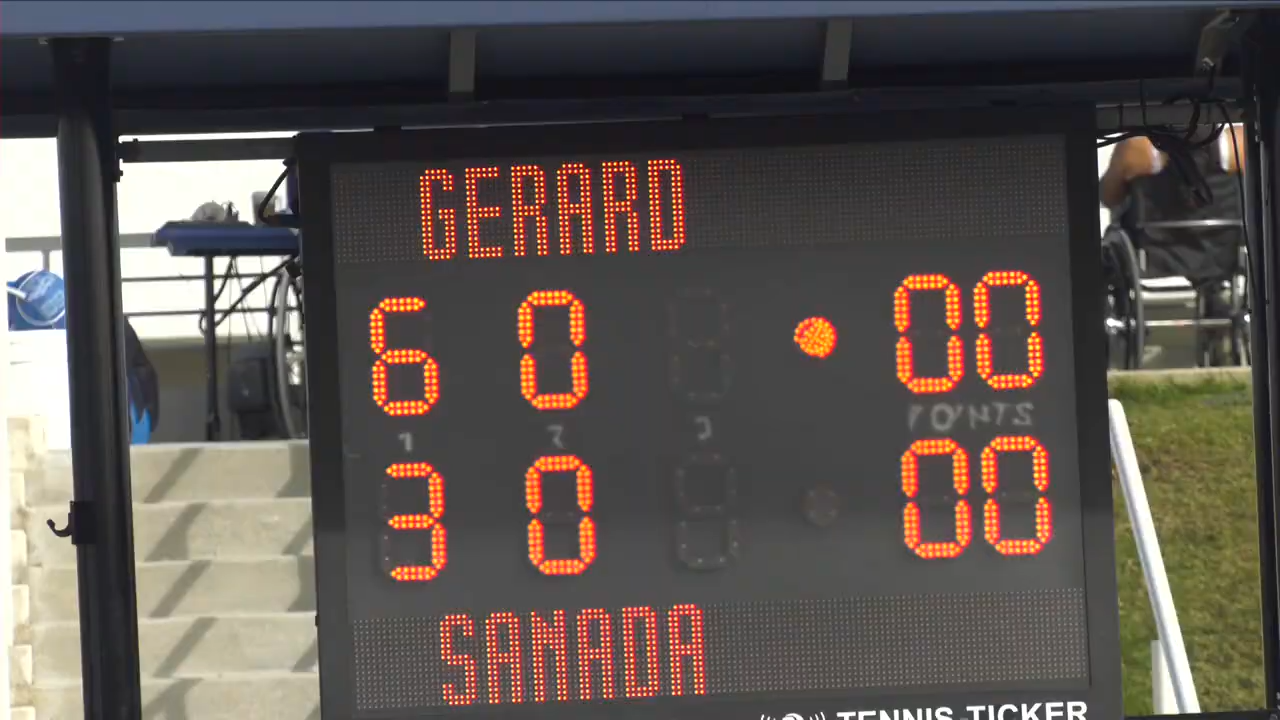 GERARD
6 0 00
1 2 3 POINTS
3 0 00
SANADA
TENNIS-TICKER